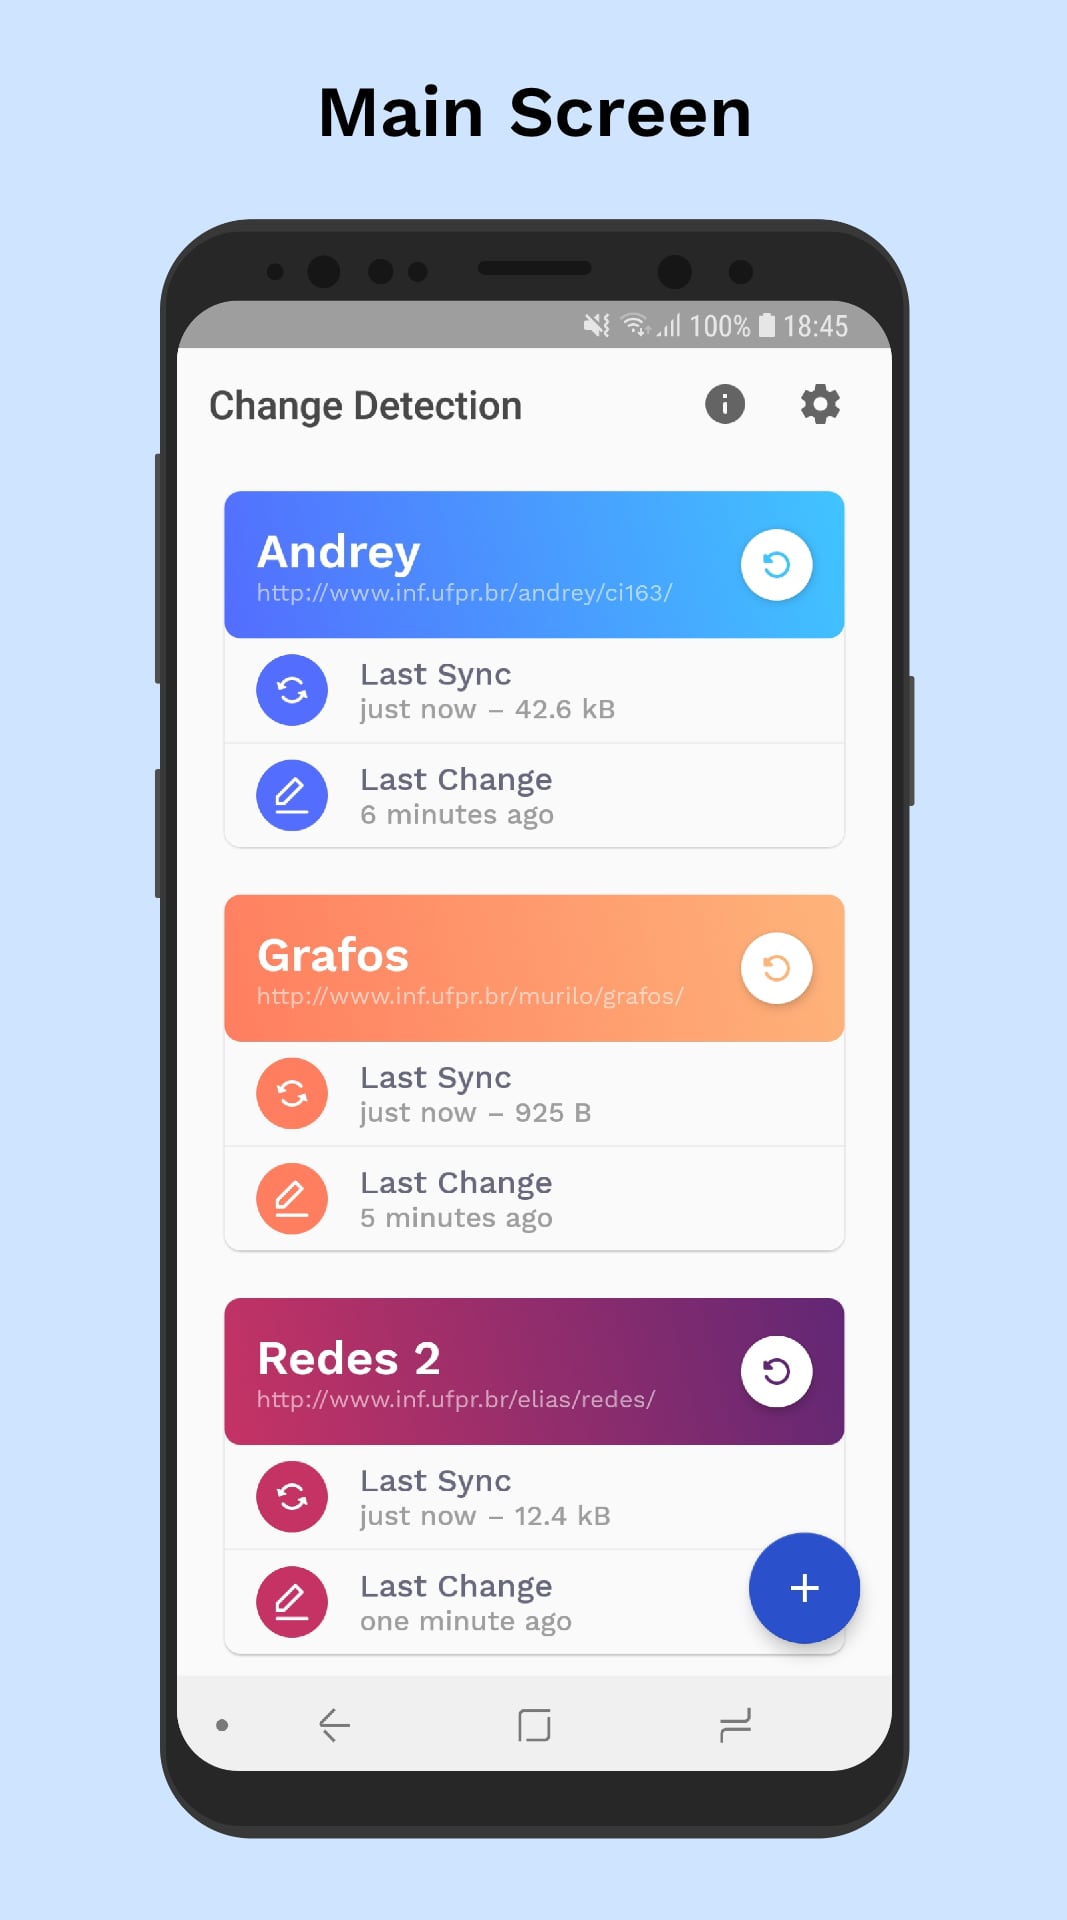 Main Screen
100% 18:45
Change Detection
Andrey
http://www.inf.ufpr.br/andrey/ci163/
Last Sync
just now – 42.6 kB
Last Change
6 minutes ago
Grafos
http://www.inf.ufpr.br/murilo/grafos/
Last Sync
just now – 925 B
Last Change
5 minutes ago
Redes 2
http://www.inf.ufpr.br/elias/redes/
Last Sync
just now – 12.4 kB
Last Change
one minute ago